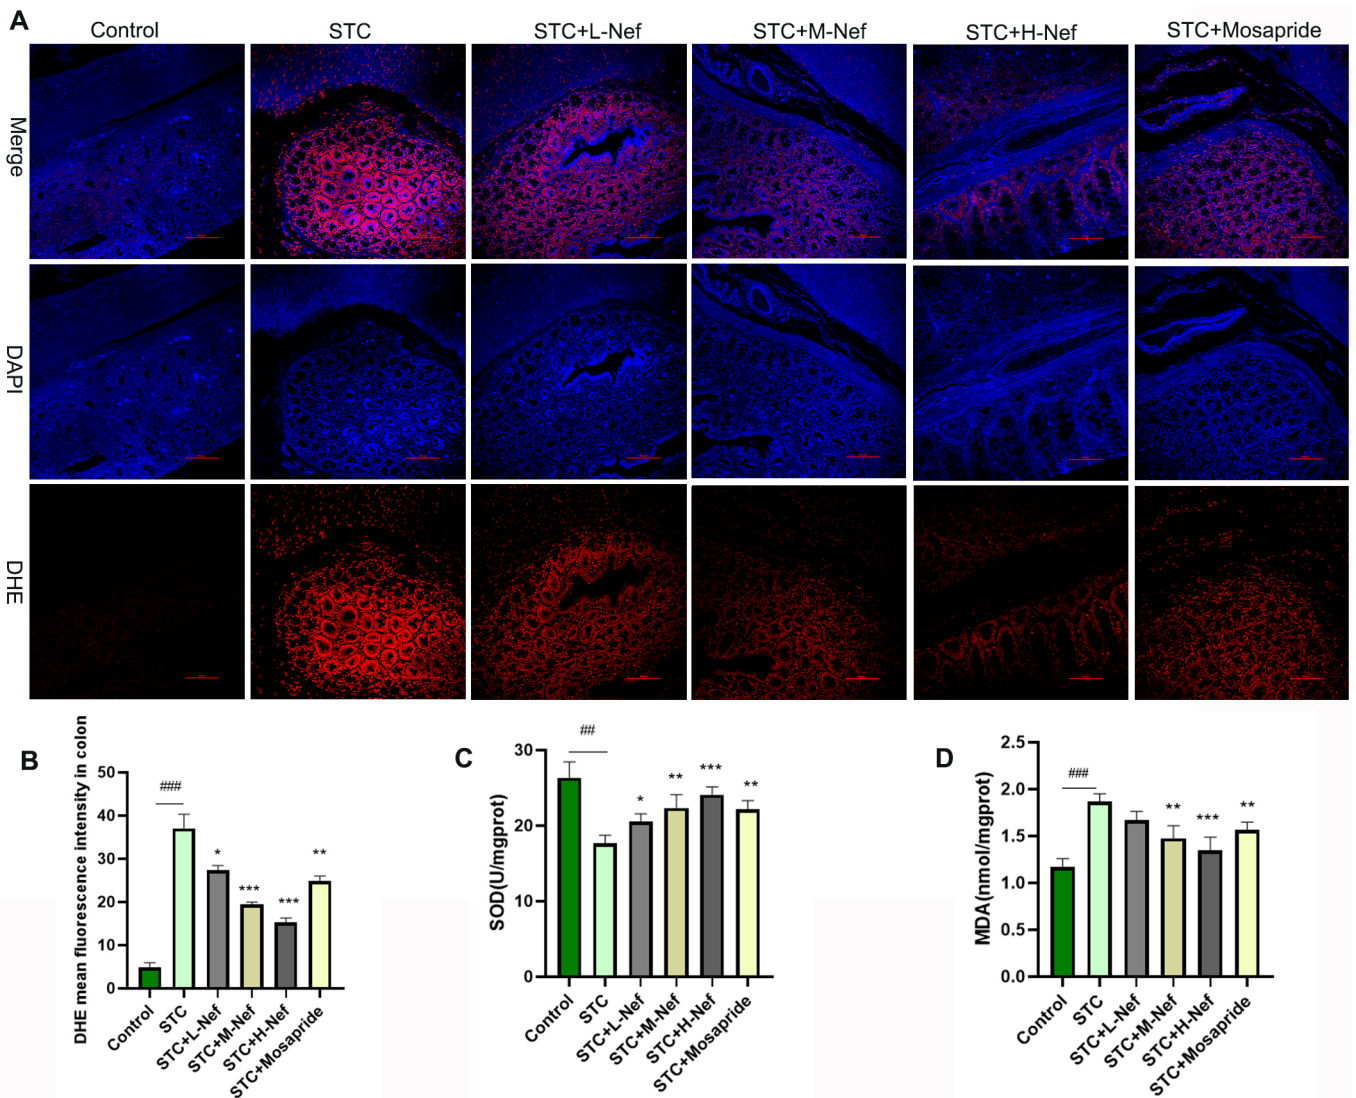 A
Control
STC
STC+L-Nef
STC+M-Nef
STC+H-Nef
STC+Mosapride
Merge
DAPI
DHE
B
DHE mean fluorescence intensity in colon
50
40
30
20
10
0
###
*
***
***
**
Control
STC
STC+L-Nef
STC+M-Nef
STC+H-Nef
STC+Mosapride
C
SOD(U/mgprot)
30
20
10
0
##
*
**
***
**
Control
STC
STC+L-Nef
STC+M-Nef
STC+H-Nef
STC+Mosapride
D
MDA(nmol/mgprot)
2.5
2.0
1.5
1.0
0.5
0.0
###
**
***
**
Control
STC
STC+L-Nef
STC+M-Nef
STC+H-Nef
STC+Mosapride